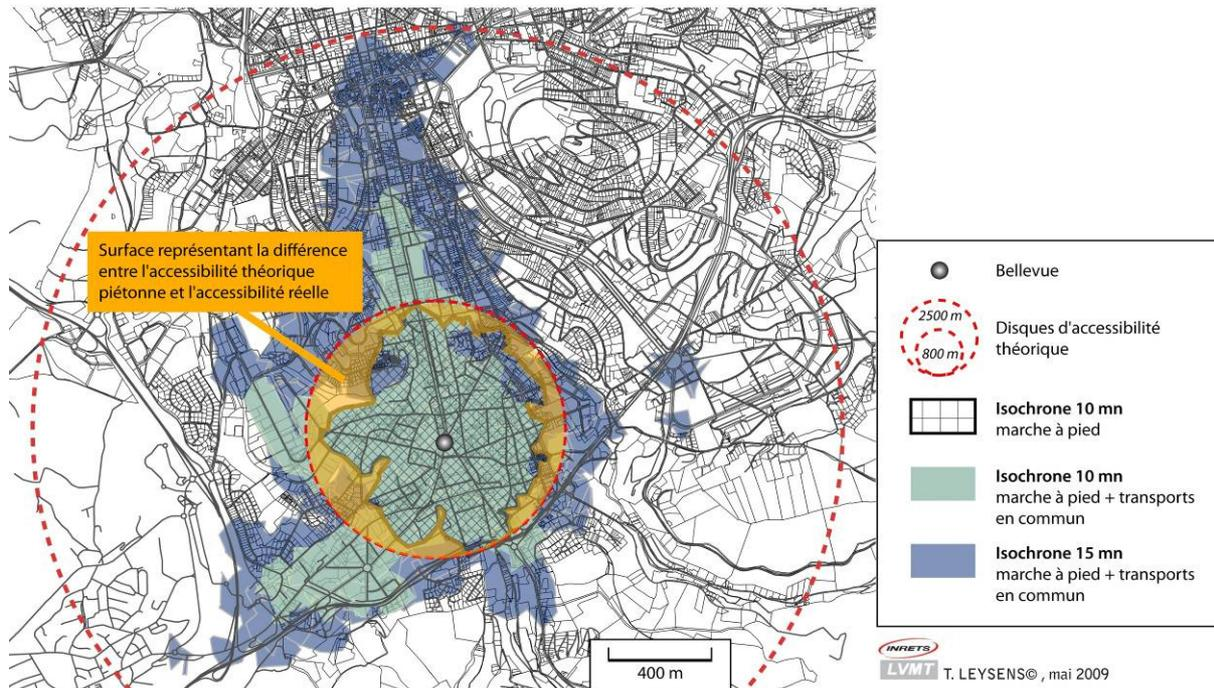 Surface représentant la différence
entre l'accessibilité théorique
piétonne et l'accessibilité réelle
Bellevue
2500 m
800 m
Disques d'accessibilité
théorique
Isochrone 10 mn
marche à pied
Isochrone 10 mn
marche à pied + transports
en commun
Isochrone 15 mn
marche à pied + transports
en commun
400 m
INRETS
LVMT T. LEYSENS© , mai 2009